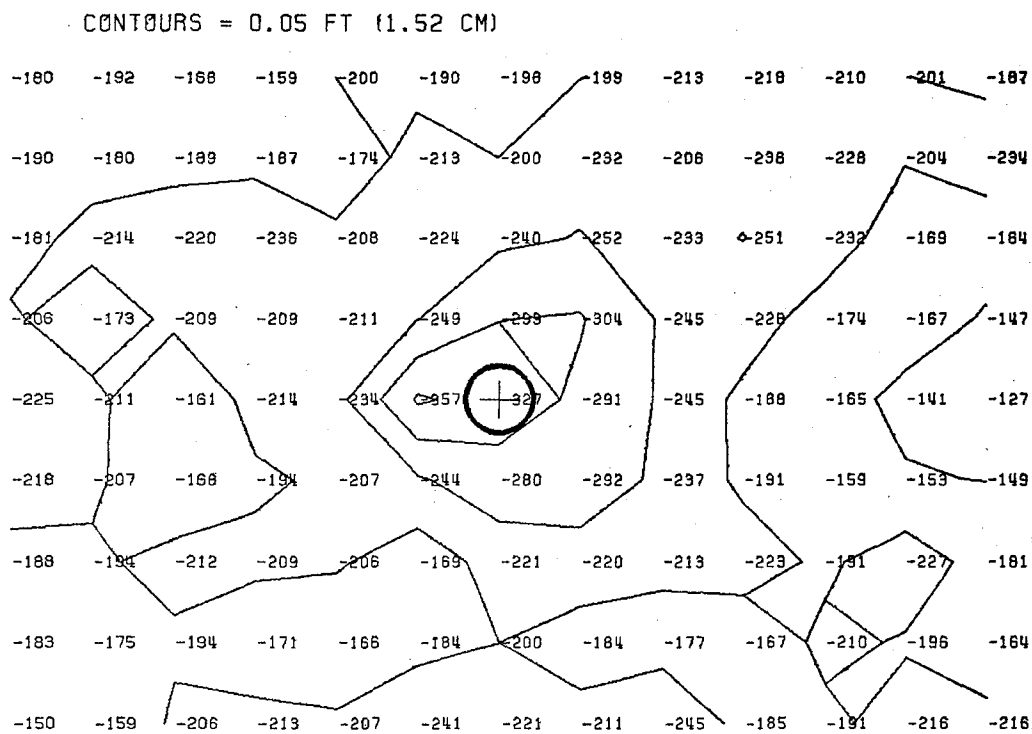 CONTOURS = 0.05 FT (1.52 CM)
-180 -192 -168 -159 -200 -190 -196 -199 -213 -218 -210 -201 -187
-190 -180 -189 -187 -174 -213 -200 -232 -208 -238 -228 -204 -234
-181 -214 -220 -236 -208 -224 -240 -252 -233 -251 -232 -169 -184
-206 -173 -209 -209 -211 -249 -299 -304 -245 -228 -174 -167 -147
-225 -211 -161 -214 -234 -357 -327 -291 -245 -188 -165 -141 -127
-218 -207 -166 -194 -207 -244 -280 -292 -237 -191 -159 -153 -149
-188 -194 -212 -209 -206 -169 -221 -220 -213 -223 -191 -227 -181
-183 -175 -194 -171 -166 -184 -200 -184 -177 -167 -210 -196 -164
-150 -159 -206 -213 -207 -241 -221 -211 -245 -185 -191 -216 -216